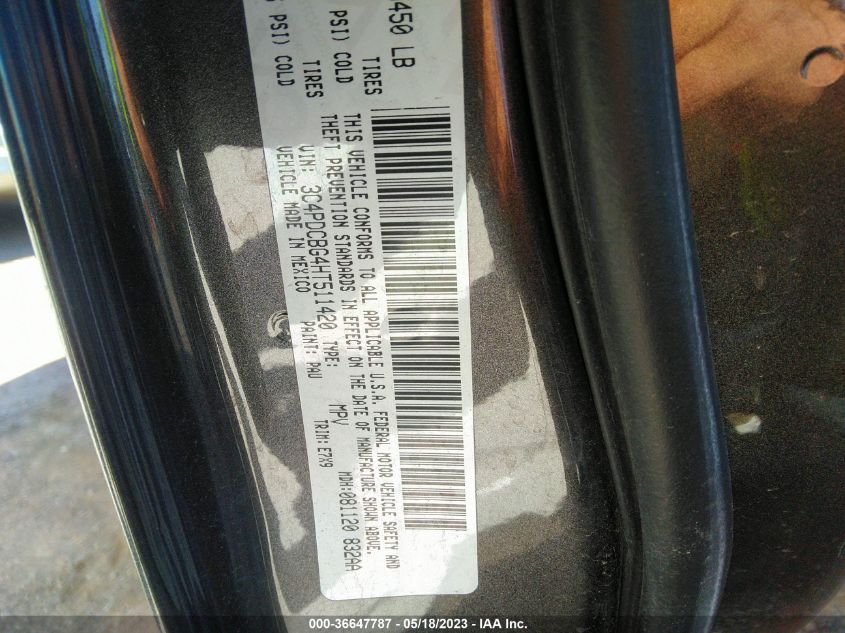 450 LB
TIRES
PSI) COLD
TIRES
PSI) COLD
THIS VEHICLE CONFORMS TO ALL APPLICABLE U.S.A. FEDERAL MOTOR VEHICLE SAFETY AND
THEFT PREVENTION STANDARDS IN EFFECT ON THE DATE OF MANUFACTURE SHOWN ABOVE.
VIN: 3C4PDCBG4HT511420 TYPE: MPV MDH:081120 832AA
VEHICLE MADE IN MEXICO PAINT: PAU TRIM: E7X9
000-36647787 - 05/18/2023 - IAA Inc.